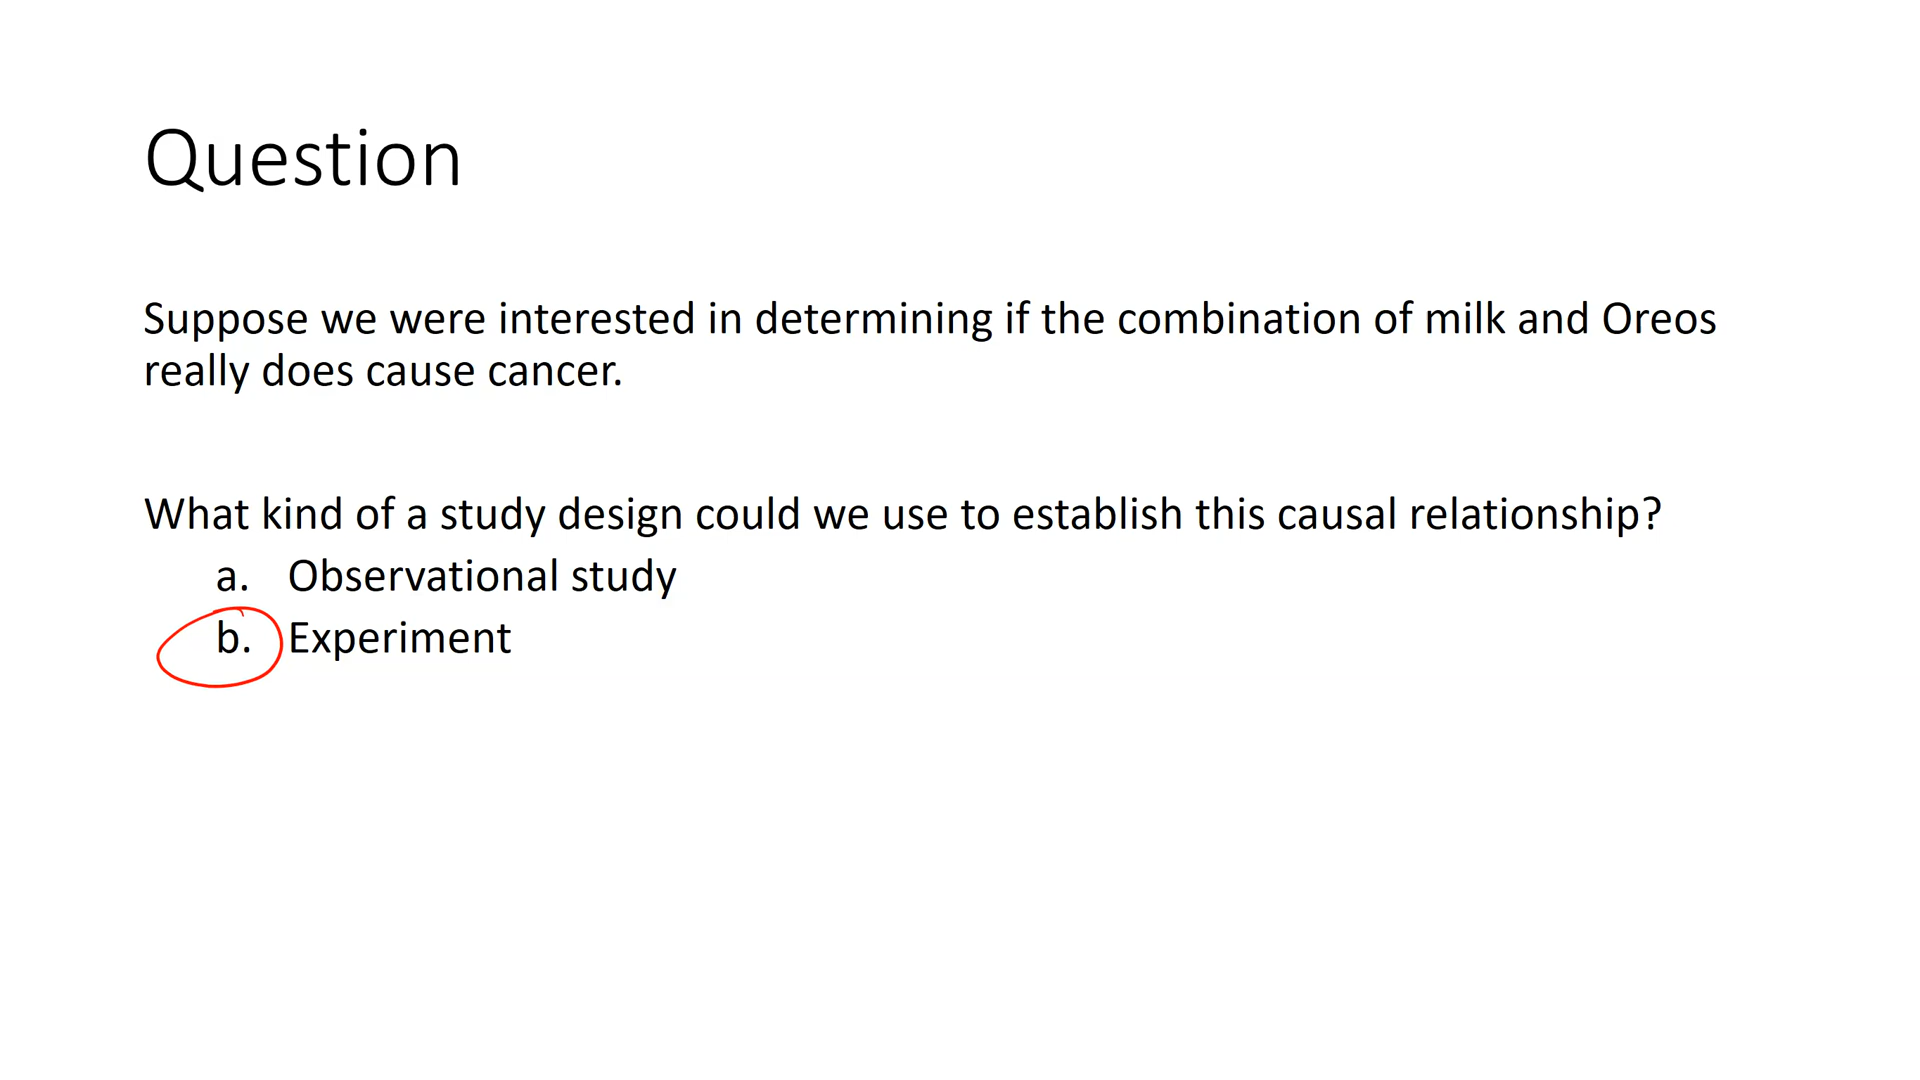 Question
Suppose we were interested in determining if the combination of milk and Oreos
really does cause cancer.
What kind of a study design could we use to establish this causal relationship?
a. Observational study
b. Experiment